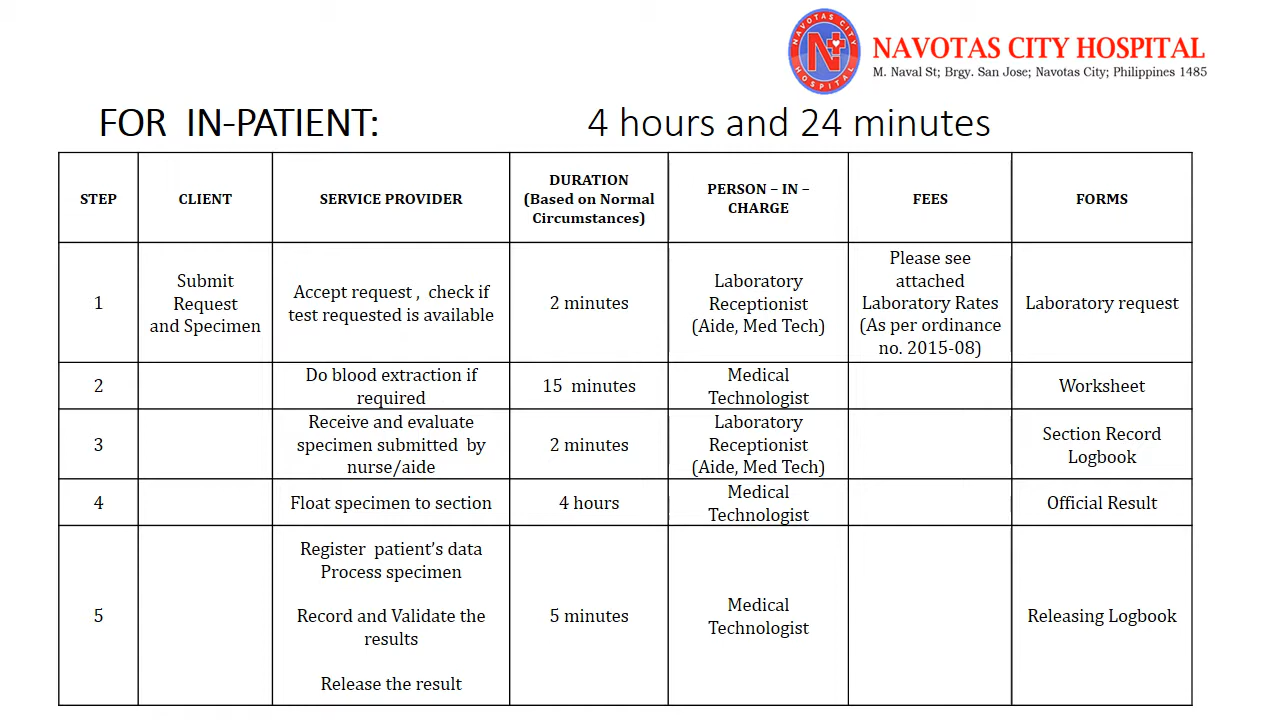 NAVOTAS CITY
N
HOSPITAL
NAVOTAS CITY HOSPITAL
M. Naval St; Brgy. San Jose; Navotas City; Philippines 1485
FOR IN-PATIENT: 4 hours and 24 minutes
STEP
CLIENT
SERVICE PROVIDER
DURATION
(Based on Normal
Circumstances)
PERSON – IN –
CHARGE
FEES
FORMS
1
Submit
Request
and Specimen
Accept request , check if
test requested is available
2 minutes
Laboratory
Receptionist
(Aide, Med Tech)
Please see
attached
Laboratory Rates
(As per ordinance
no. 2015-08)
Laboratory request
2
Do blood extraction if
required
15 minutes
Medical
Technologist
Worksheet
3
Receive and evaluate
specimen submitted by
nurse/aide
2 minutes
Laboratory
Receptionist
(Aide, Med Tech)
Section Record
Logbook
4
Float specimen to section
4 hours
Medical
Technologist
Official Result
5
Register patient’s data
Process specimen
Record and Validate the
results
Release the result
5 minutes
Medical
Technologist
Releasing Logbook